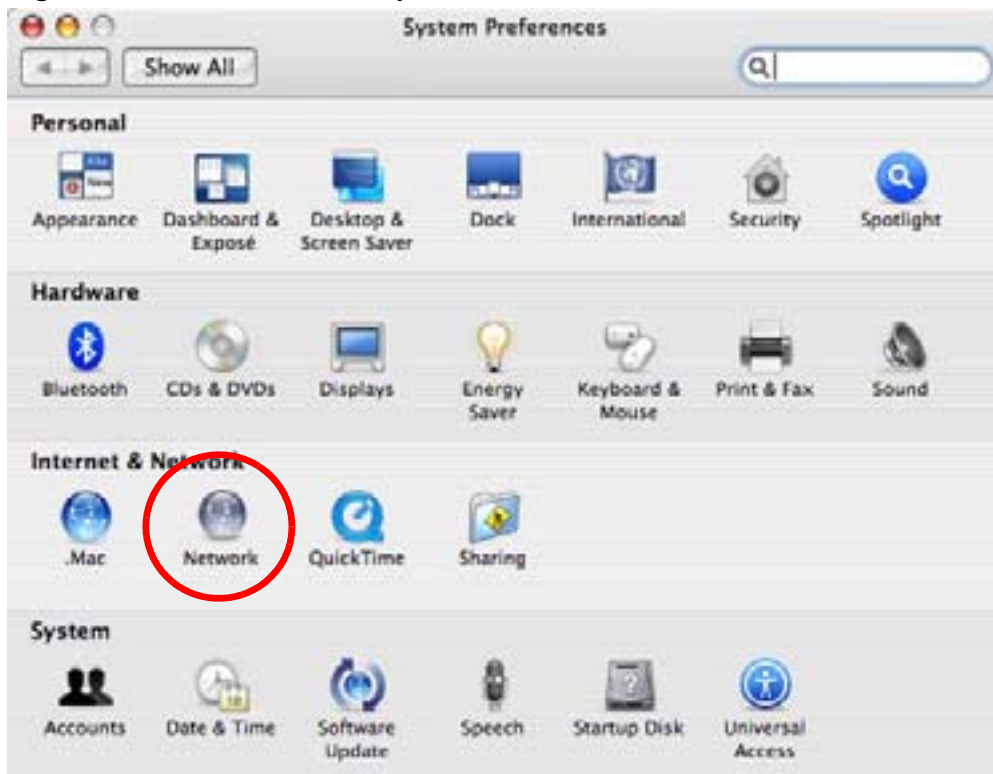 System Preferences
Show All
Personal
Appearance
Dashboard &
Exposé
Desktop &
Screen Saver
Dock
International
Security
Spotlight
Hardware
Bluetooth
CDs & DVDs
Displays
Energy
Saver
Keyboard &
Mouse
Print & Fax
Sound
Internet & Network
.Mac
Network
QuickTime
Sharing
System
Accounts
Date & Time
Software
Update
Speech
Startup Disk
Universal
Access